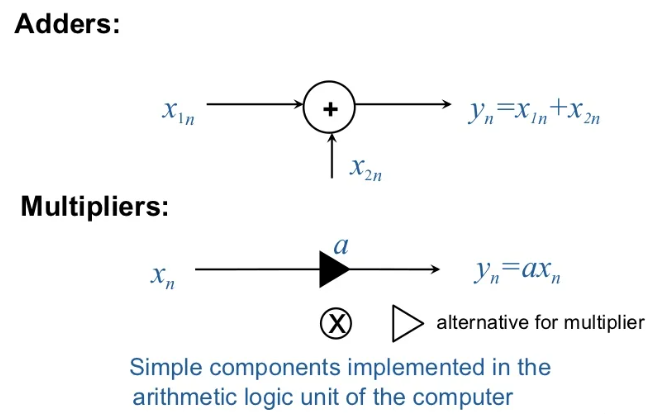 Adders:
x1n + yn=x1n+x2n
x2n
Multipliers:
a
xn yn=axn
X alternative for multiplier
Simple components implemented in the
arithmetic logic unit of the computer